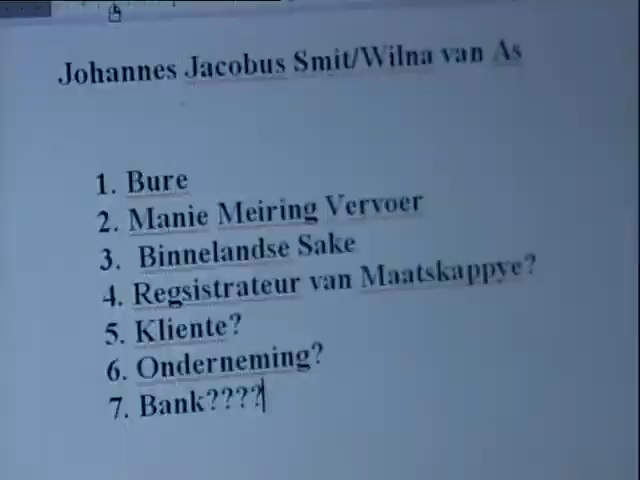 Johannes Jacobus Smit/Wilna van As
1. Bure
2. Manie Meiring Vervoer
3. Binnelandse Sake
4. Regsistrateur van Maatskappye?
5. Kliente?
6. Onderneming?
7. Bank????